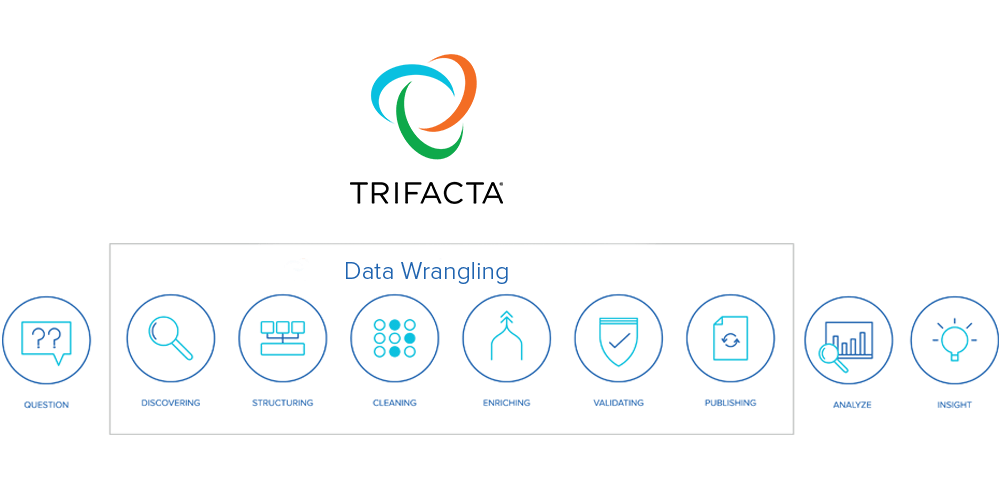 TRIFACTA
Data Wrangling
??
QUESTION
DISCOVERING
STRUCTURING
CLEANING
ENRICHING
VALIDATING
PUBLISHING
ANALYZE
INSIGHT